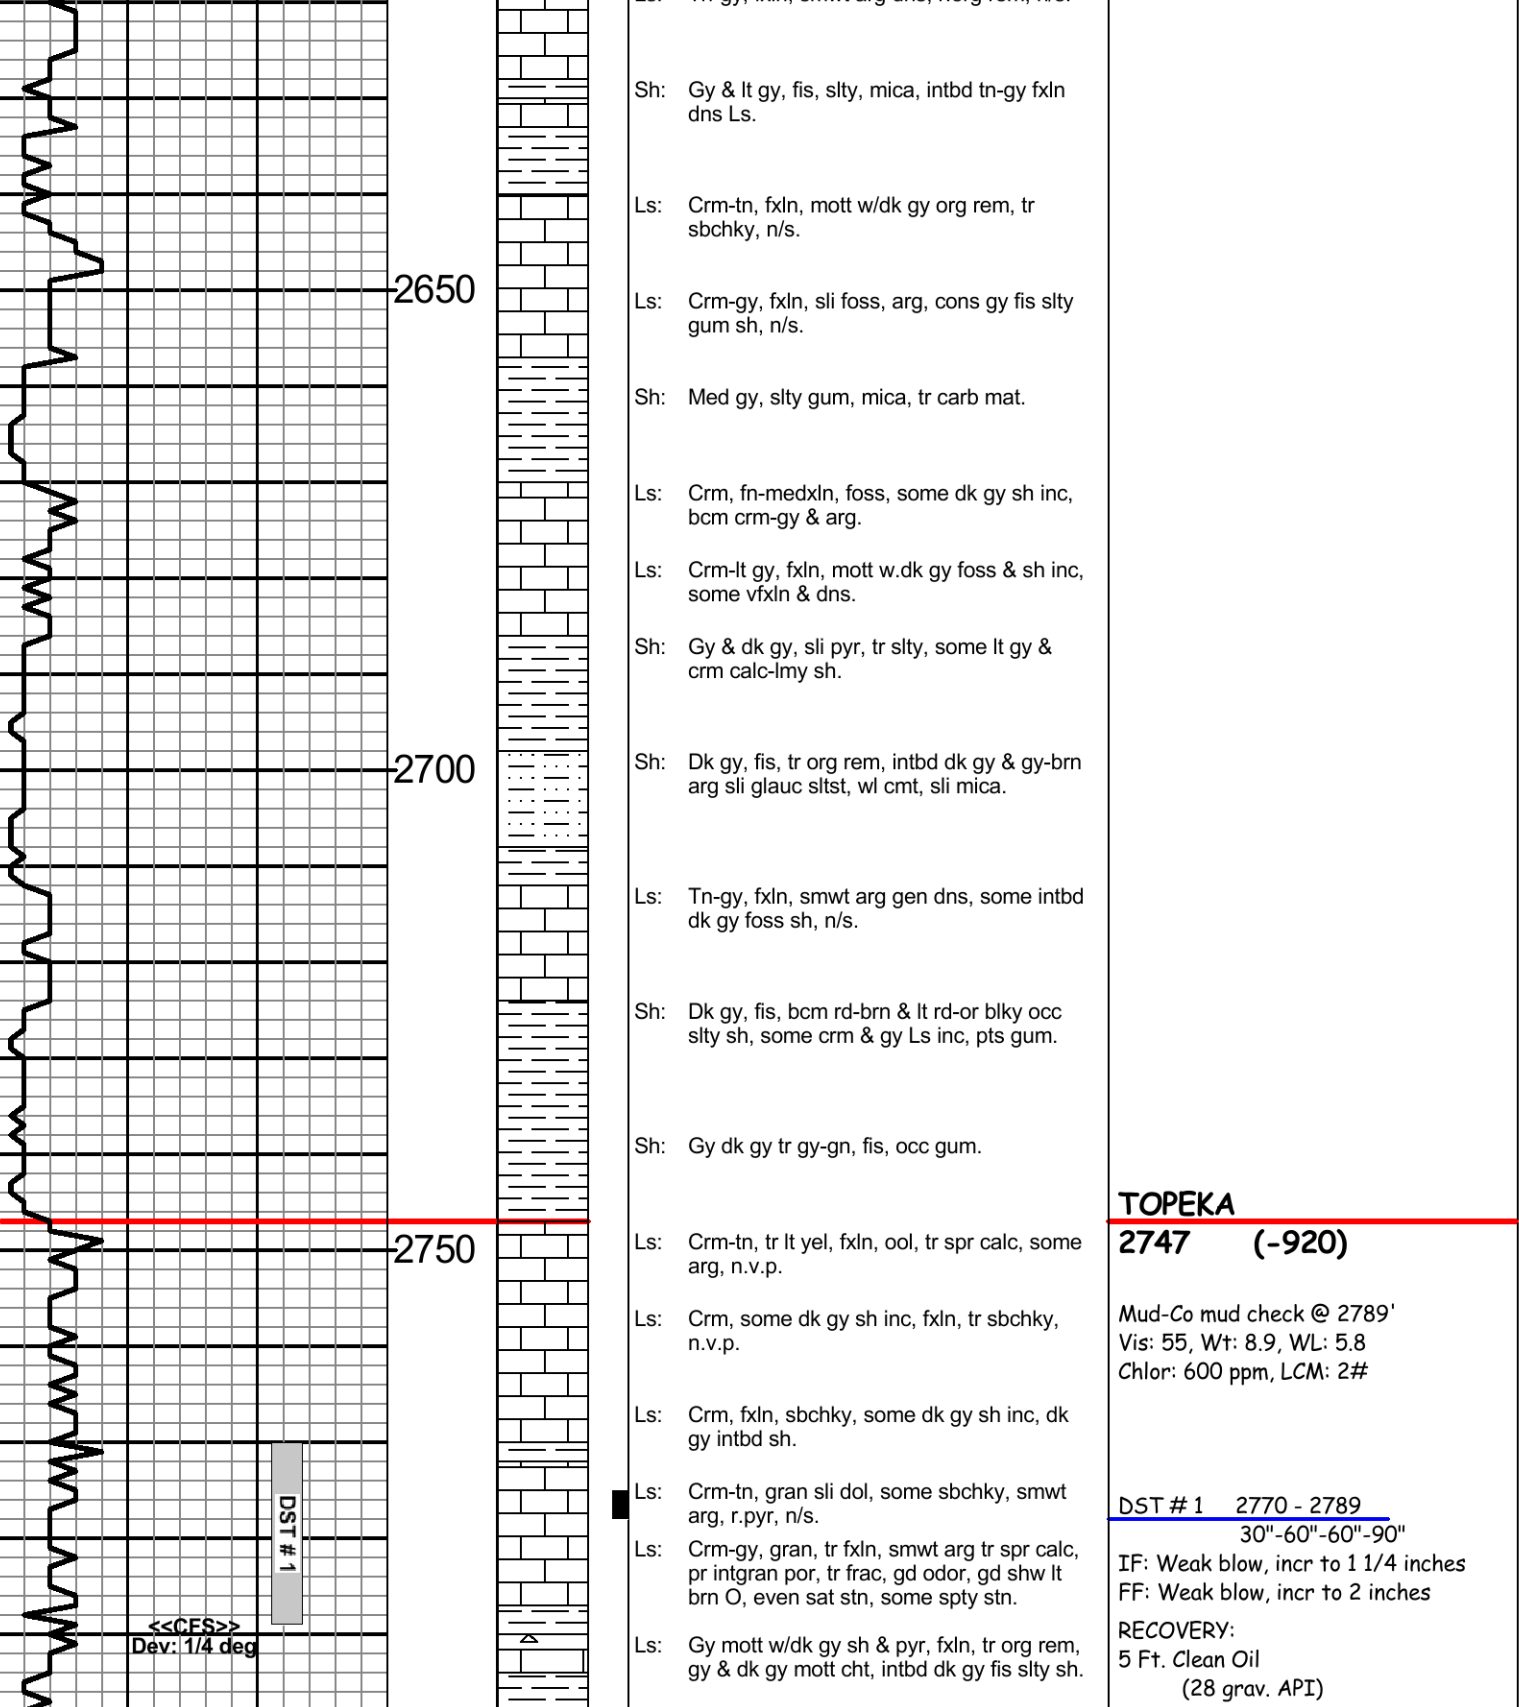 Sh: Gy & lt gy, fis, slty, mica, intbd tn-gy fxln
dns Ls.
Ls: Crm-tn, fxln, mott w/dk gy org rem, tr
sbchky, n/s.
2650
Ls: Crm-gy, fxln, sli foss, arg, cons gy fis slty
gum sh, n/s.
Sh: Med gy, slty gum, mica, tr carb mat.
Ls: Crm, fn-medxln, foss, some dk gy sh inc,
bcm crm-gy & arg.
Ls: Crm-lt gy, fxln, mott w.dk gy foss & sh inc,
some vfxln & dns.
Sh: Gy & dk gy, sli pyr, tr slty, some lt gy &
crm calc-lmy sh.
2700
Sh: Dk gy, fis, tr org rem, intbd dk gy & gy-brn
arg sli glauc sltst, wl cmt, sli mica.
Ls: Tn-gy, fxln, smwt arg gen dns, some intbd
dk gy foss sh, n/s.
Sh: Dk gy, fis, bcm rd-brn & lt rd-or blky occ
slty sh, some crm & gy Ls inc, pts gum.
Sh: Gy dk gy tr gy-gn, fis, occ gum.
2750
Ls: Crm-tn, tr lt yel, fxln, ool, tr spr calc, some
arg, n.v.p.
Ls: Crm, some dk gy sh inc, fxln, tr sbchky,
n.v.p.
Ls: Crm, fxln, sbchky, some dk gy sh inc, dk
gy intbd sh.
Ls: Crm-tn, gran sli dol, some sbchky, smwt
arg, r.pyr, n/s.
Ls: Crm-gy, gran, tr fxln, smwt arg tr spr calc,
pr intgran por, tr frac, gd odor, gd shw lt
brn O, even sat stn, some spty stn.
Ls: Gy mott w/dk gy sh & pyr, fxln, tr org rem,
gy & dk gy mott cht, intbd dk gy fis slty sh.
DST # 1
<<CFS>>
Dev: 1/4 deg
TOPEKA
2747 (-920)
Mud-Co mud check @ 2789'
Vis: 55, Wt: 8.9, WL: 5.8
Chlor: 600 ppm, LCM: 2#
DST # 1 2770 - 2789
30"-60"-60"-90"
IF: Weak blow, incr to 1 1/4 inches
FF: Weak blow, incr to 2 inches
RECOVERY:
5 Ft. Clean Oil
(28 grav. API)